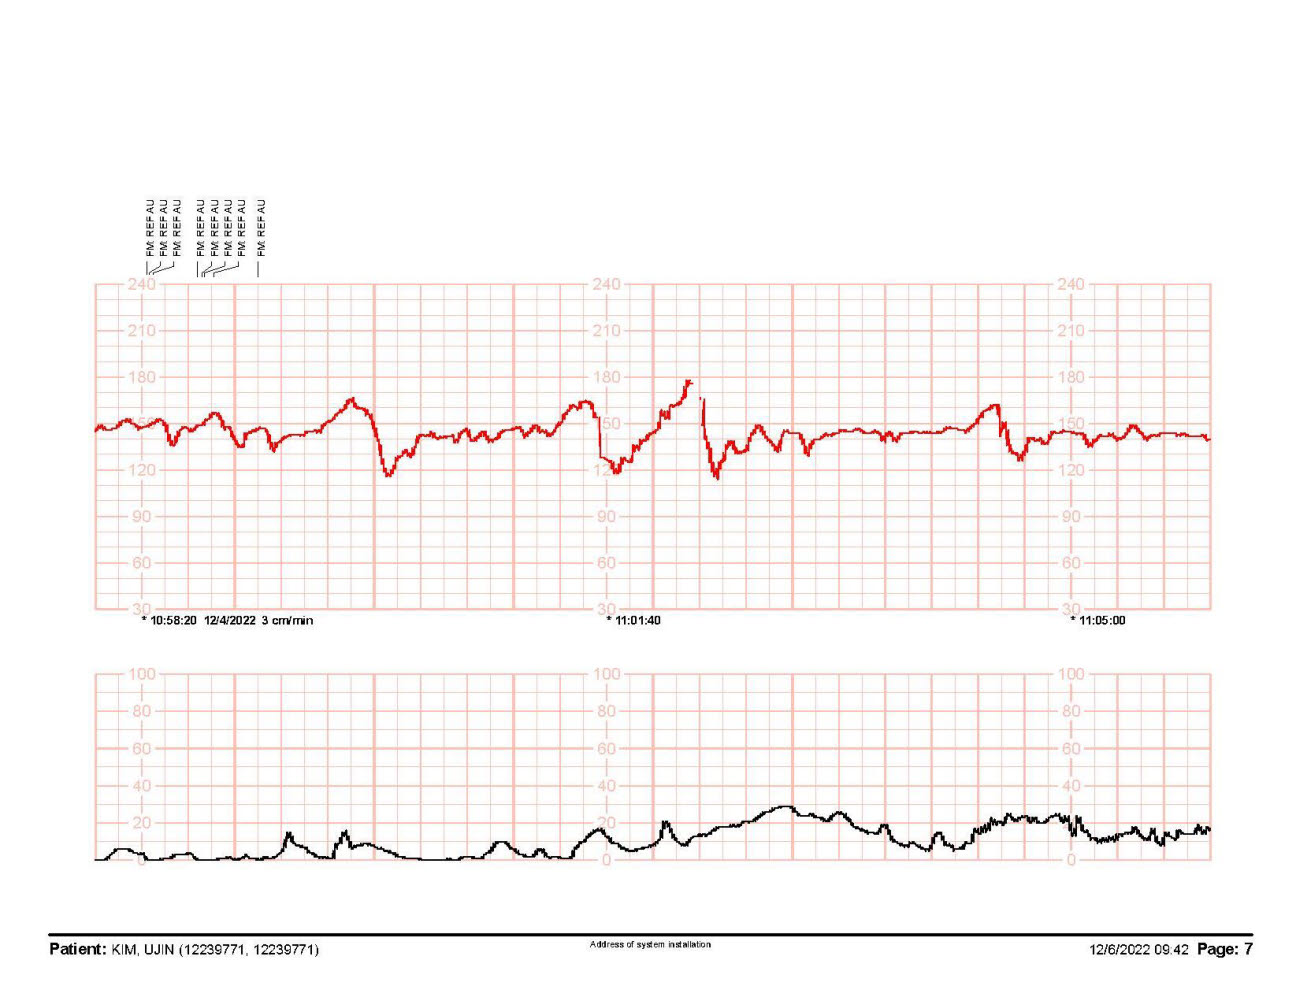 FM: REF AU FM: REF AU FM: REF AU FM: REF AU FM: REF AU FM: REF AU FM: REF AU FM: REF AU
240 240 240
210 210 210
180 180 180
150 150 150
120 120 120
90 90 90
60 60 60
30 30 30
* 10:58:20 12/4/2022 3 cm/min * 11:01:40 * 11:05:00
100 100 100
80 80 80
60 60 60
40 40 40
20 20 20
0 0 0
Patient: KIM, UJIN (12239771, 12239771) Address of system installation 12/6/2022 09:42 Page: 7